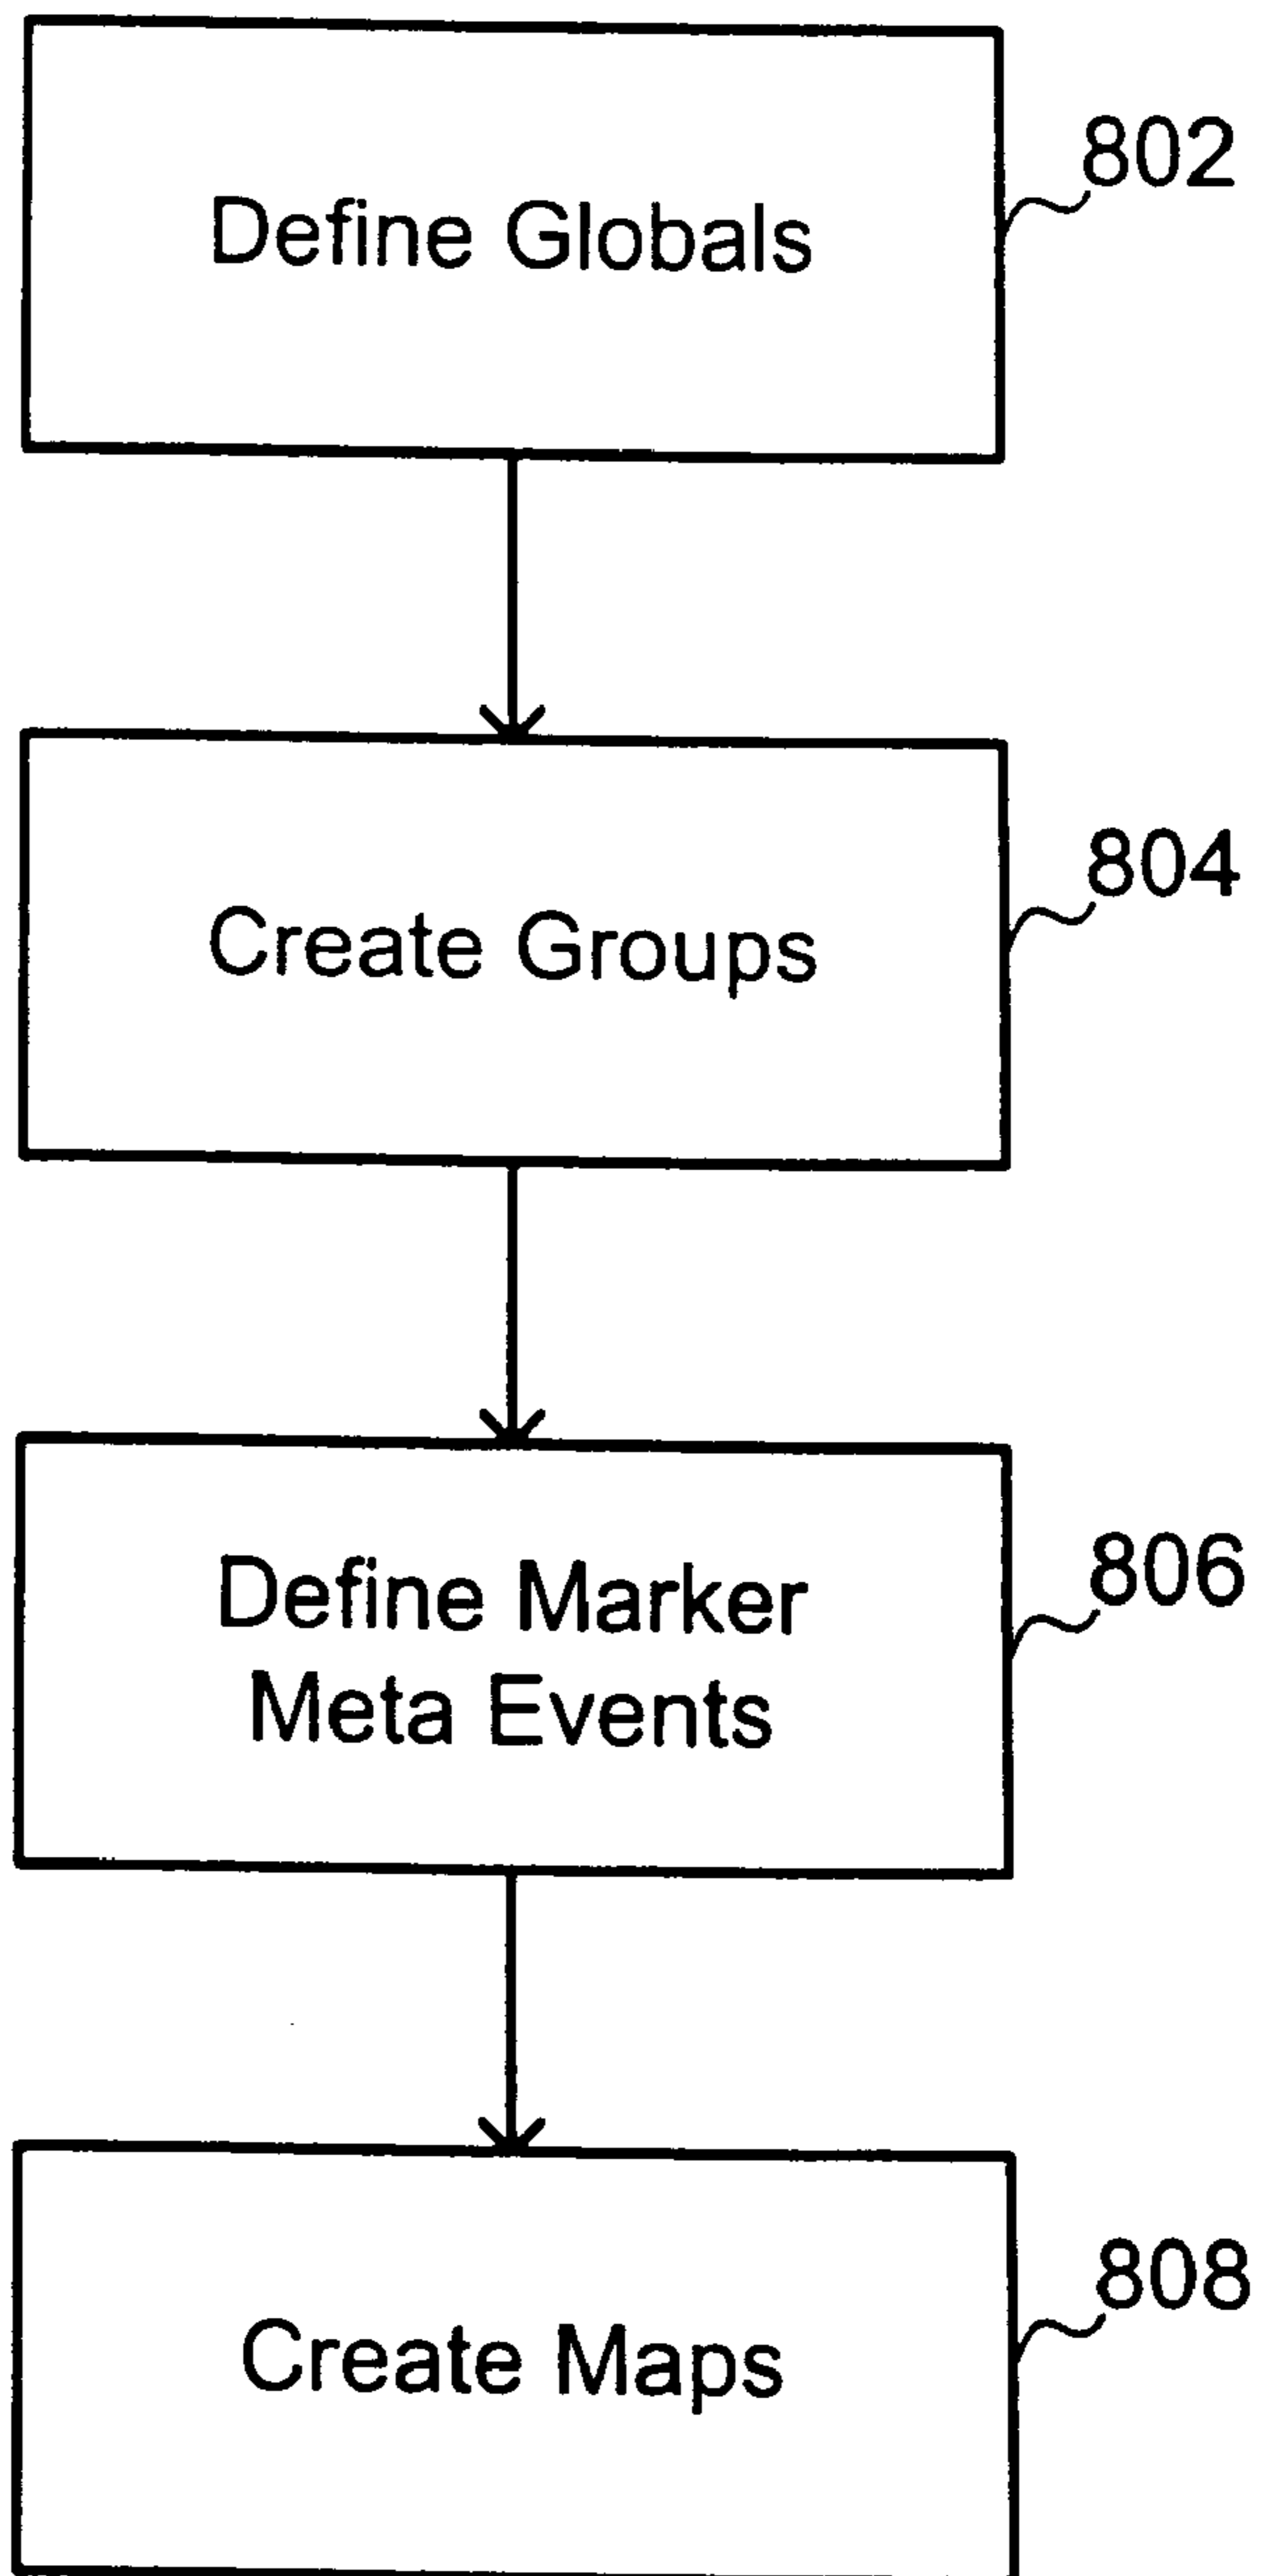 Define Globals
802
Create Groups
804
Define Marker
Meta Events
806
Create Maps
808